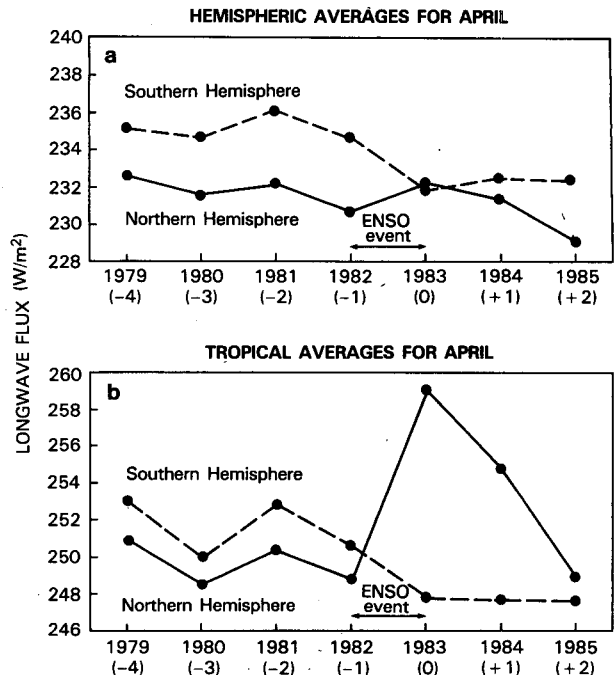 HEMISPHERIC AVERAGES FOR APRIL
240
238
236
234
232
230
228
a
Southern Hemisphere
Northern Hemisphere
ENSO
event
1979 1980 1981 1982 1983 1984 1985
(−4) (−3) (−2) (−1) (0) (+1) (+2)
LONGWAVE FLUX (W/m²)
TROPICAL AVERAGES FOR APRIL
260
258
256
254
252
250
248
246
b
Southern Hemisphere
Northern Hemisphere
ENSO
event
1979 1980 1981 1982 1983 1984 1985
(−4) (−3) (−2) (−1) (0) (+1) (+2)